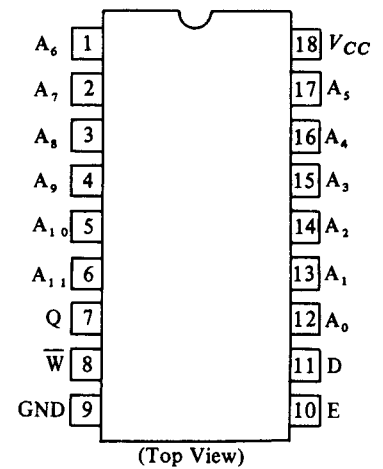 A₆ 1 18 V_CC
A₇ 2 17 A₅
A₈ 3 16 A₄
A₉ 4 15 A₃
A₁₀ 5 14 A₂
A₁₁ 6 13 A₁
Q 7 12 A₀
W̅ 8 11 D
GND 9 10 E
(Top View)